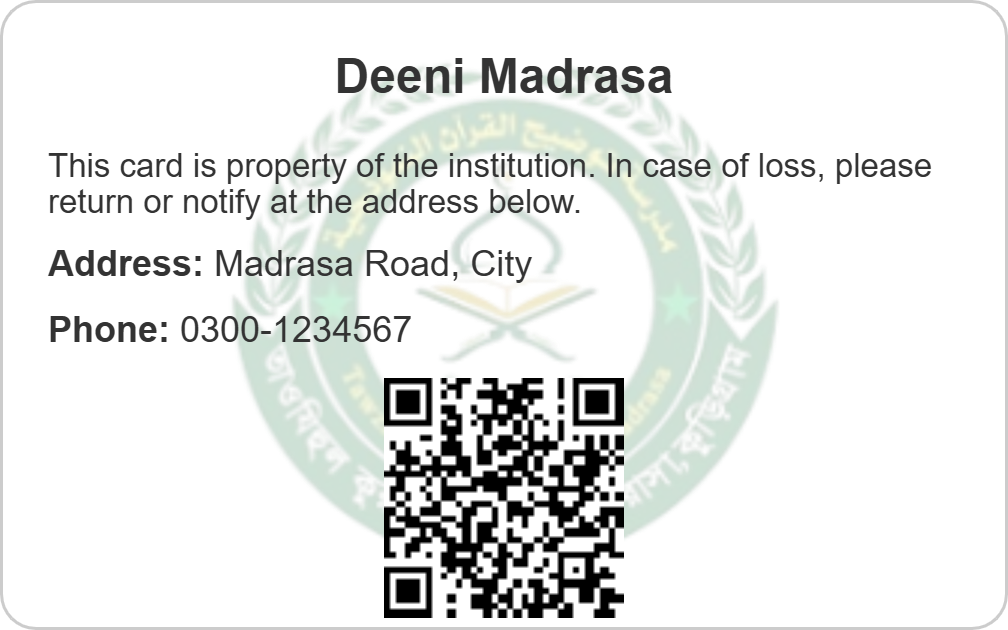 Deeni Madrasa
This card is property of the institution. In case of loss, please
return or notify at the address below.
Address: Madrasa Road, City
Phone: 0300-1234567